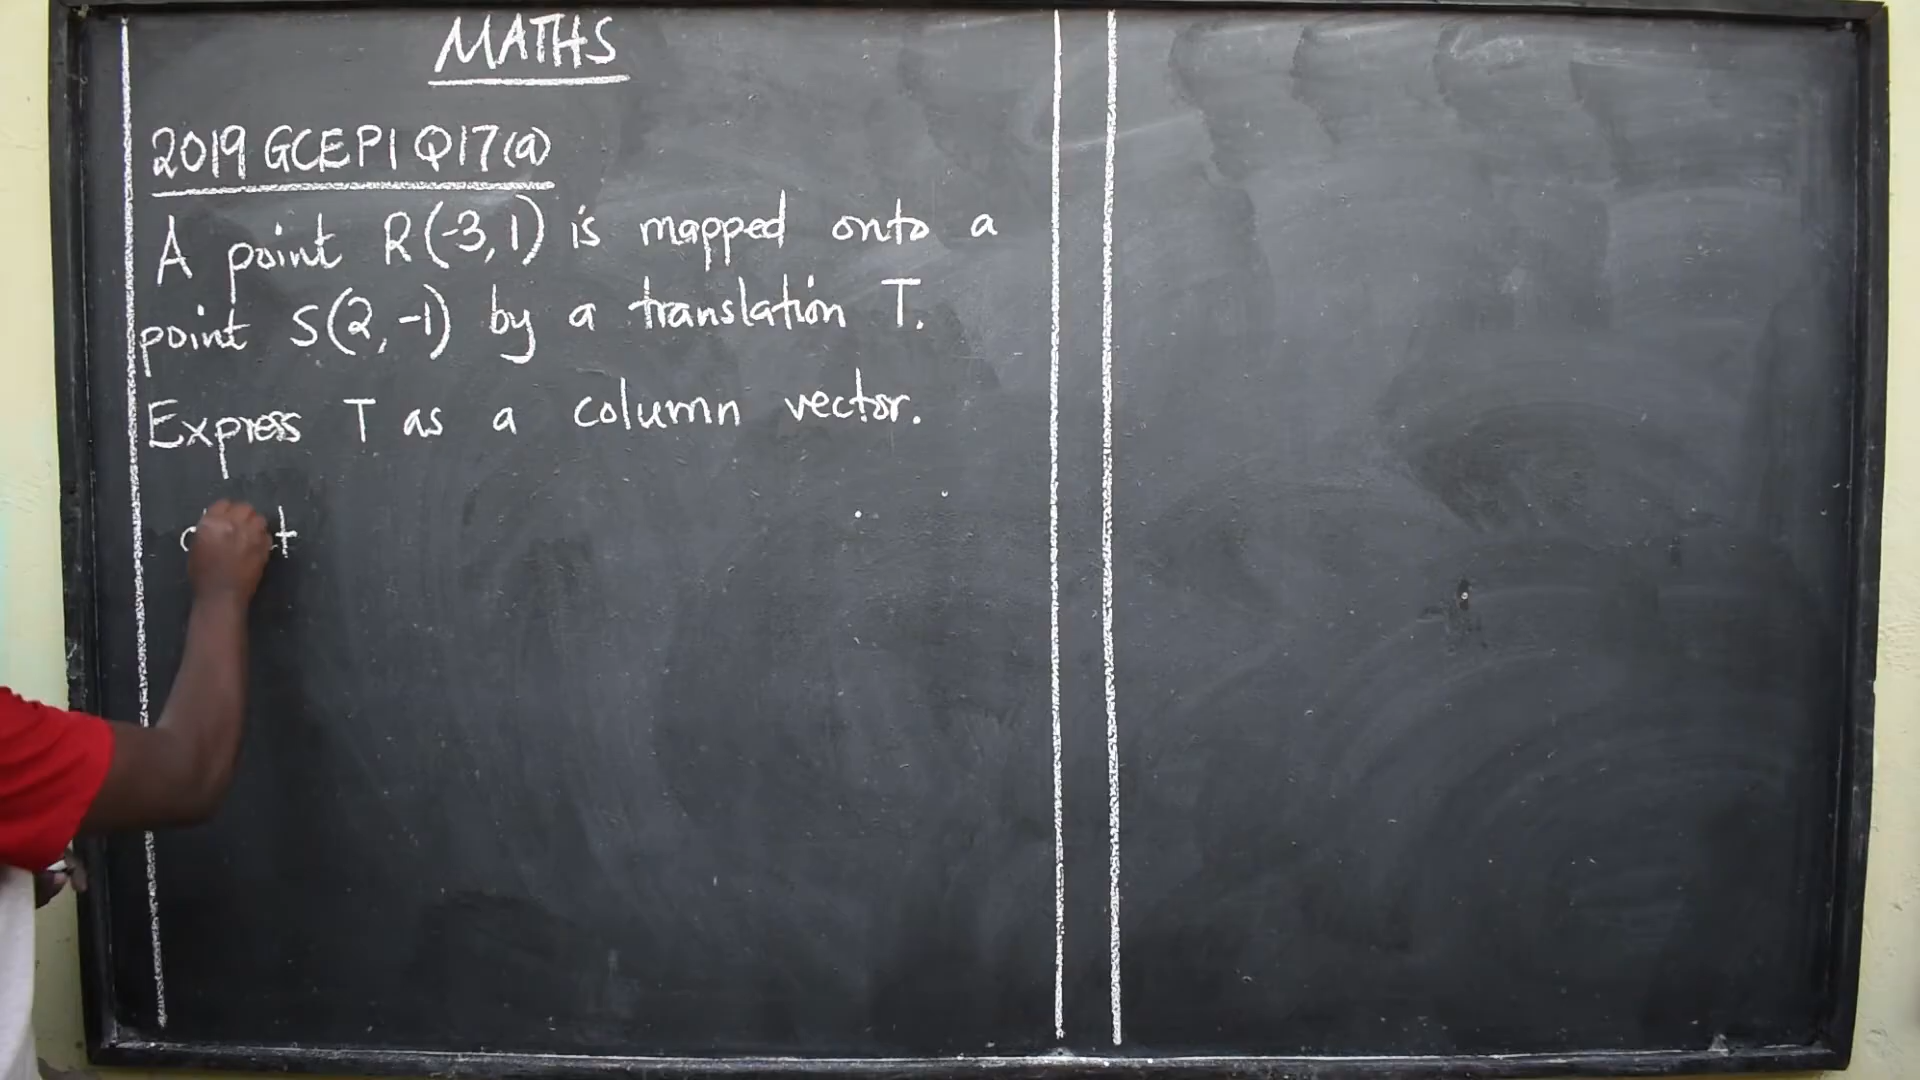 MATHS
2019 GCE P1 Q17(a)
A point R(-3,1) is mapped onto a
point S(2,-1) by a translation T.
Express T as a column vector.